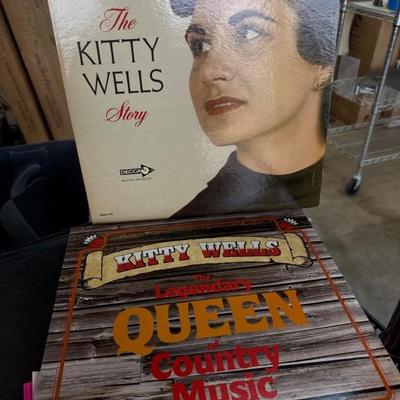 The
KITTY
WELLS
Story
DECCA
KITTY WELLS
The
Legendary
QUEEN
of
Country
Music